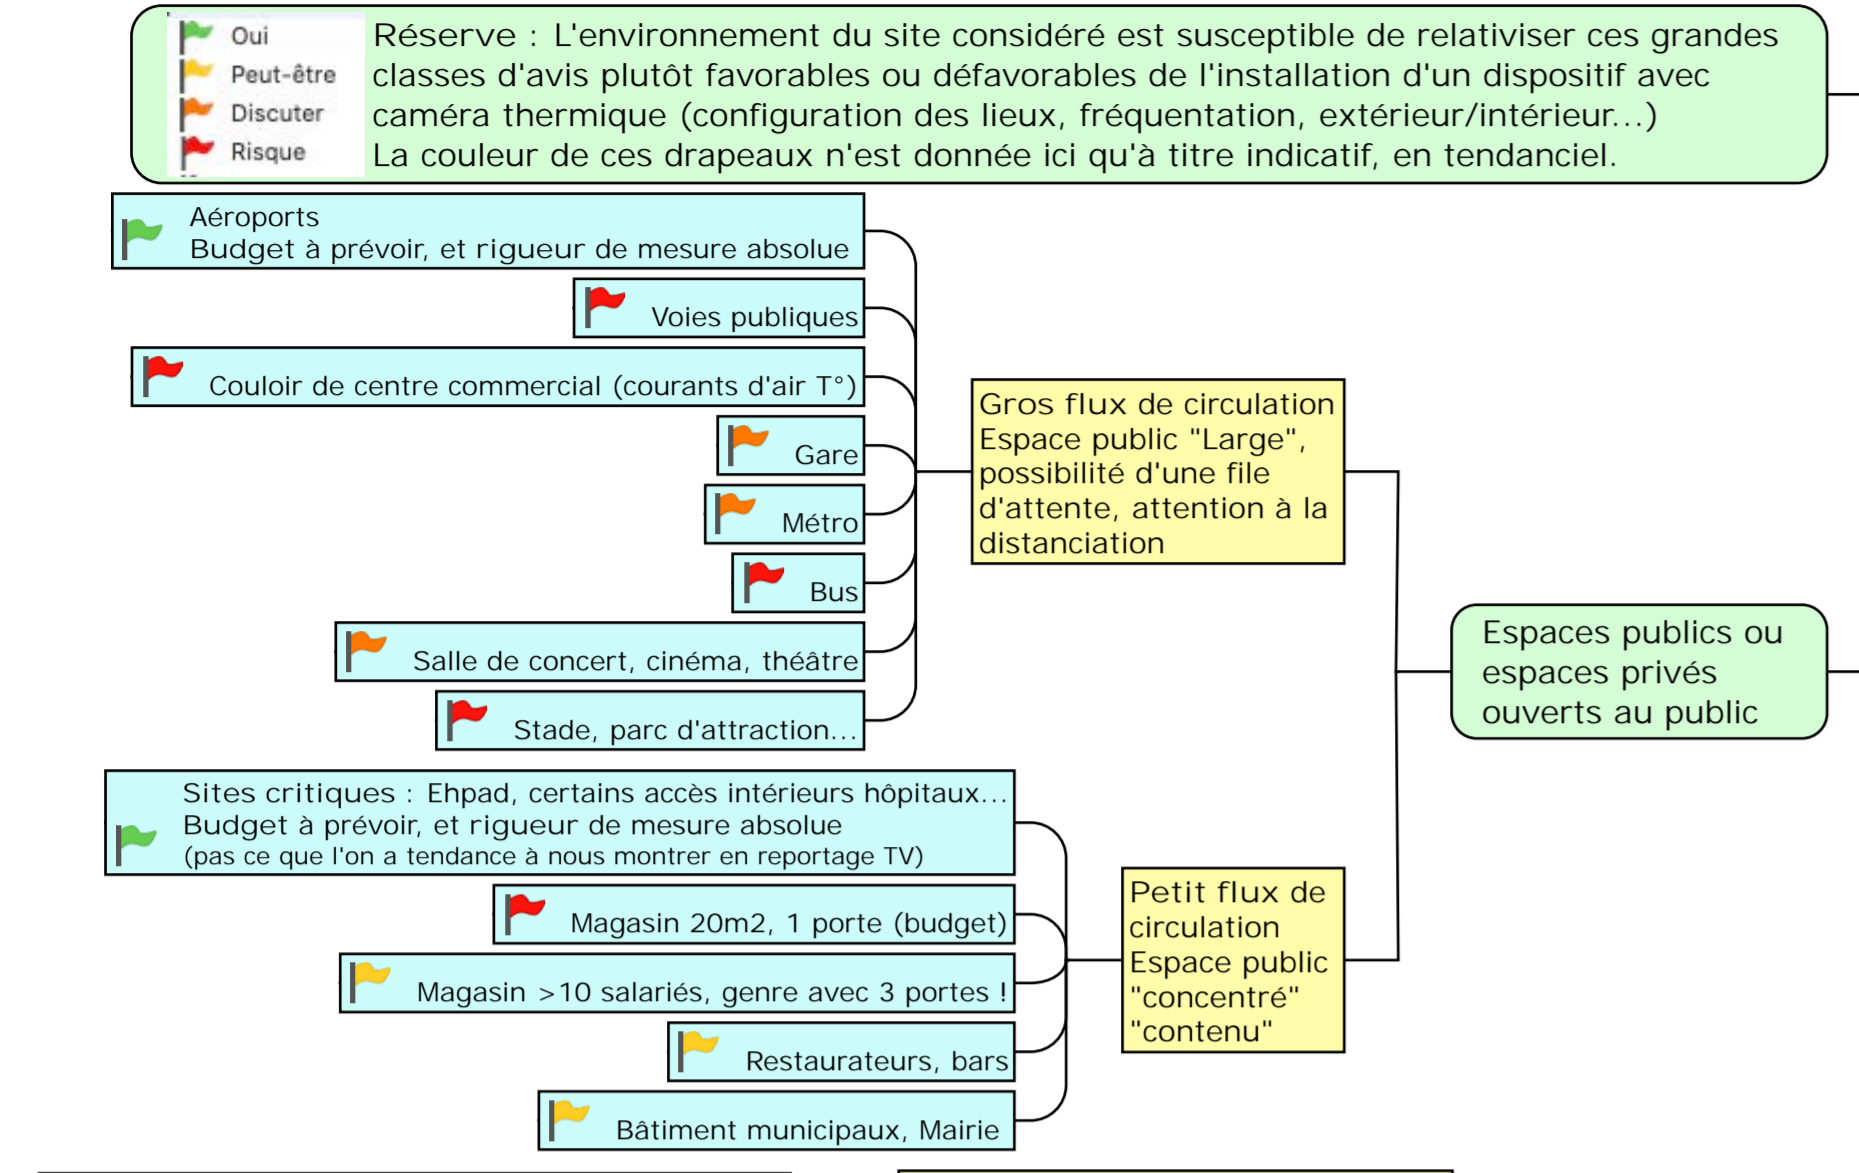 Oui
Peut-être
Discuter
Risque
Réserve : L'environnement du site considéré est susceptible de relativiser ces grandes
classes d'avis plutôt favorables ou défavorables de l'installation d'un dispositif avec
caméra thermique (configuration des lieux, fréquentation, extérieur/intérieur...)
La couleur de ces drapeaux n'est donnée ici qu'à titre indicatif, en tendanciel.
Aéroports
Budget à prévoir, et rigueur de mesure absolue
Voies publiques
Couloir de centre commercial (courants d'air T°)
Gare
Métro
Bus
Salle de concert, cinéma, théâtre
Stade, parc d'attraction...
Gros flux de circulation
Espace public "Large",
possibilité d'une file
d'attente, attention à la
distanciation
Espaces publics ou
espaces privés
ouverts au public
Sites critiques : Ehpad, certains accès intérieurs hôpitaux...
Budget à prévoir, et rigueur de mesure absolue
(pas ce que l'on a tendance à nous montrer en reportage TV)
Magasin 20m2, 1 porte (budget)
Magasin >10 salariés, genre avec 3 portes !
Restaurateurs, bars
Bâtiment municipaux, Mairie
Petit flux de
circulation
Espace public
"concentré"
"contenu"